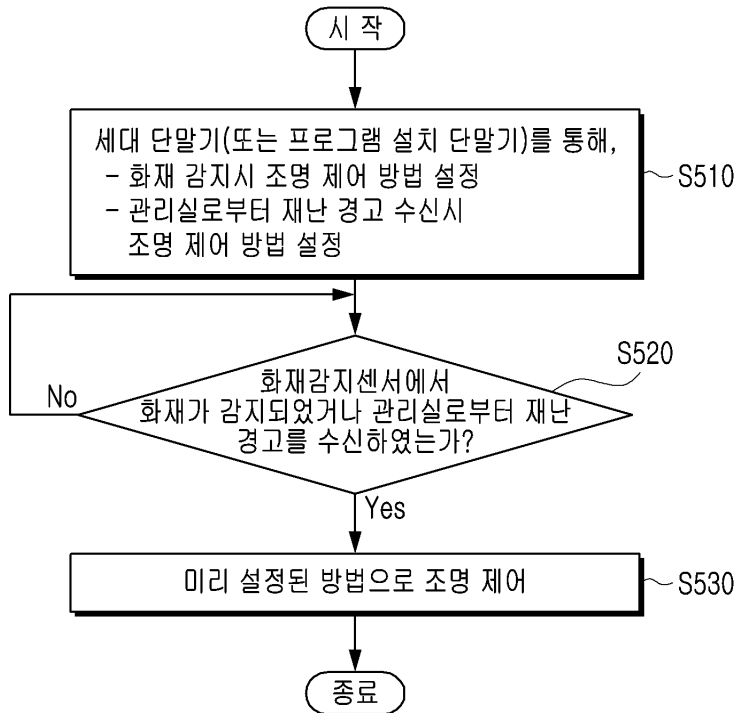 시 작
세대 단말기(또는 프로그램 설치 단말기)를 통해,
- 화재 감지시 조명 제어 방법 설정
- 관리실로부터 재난 경고 수신시
조명 제어 방법 설정
S510
S520
화재감지센서에서
화재가 감지되었거나 관리실로부터 재난
경고를 수신하였는가?
No
Yes
미리 설정된 방법으로 조명 제어
S530
종료